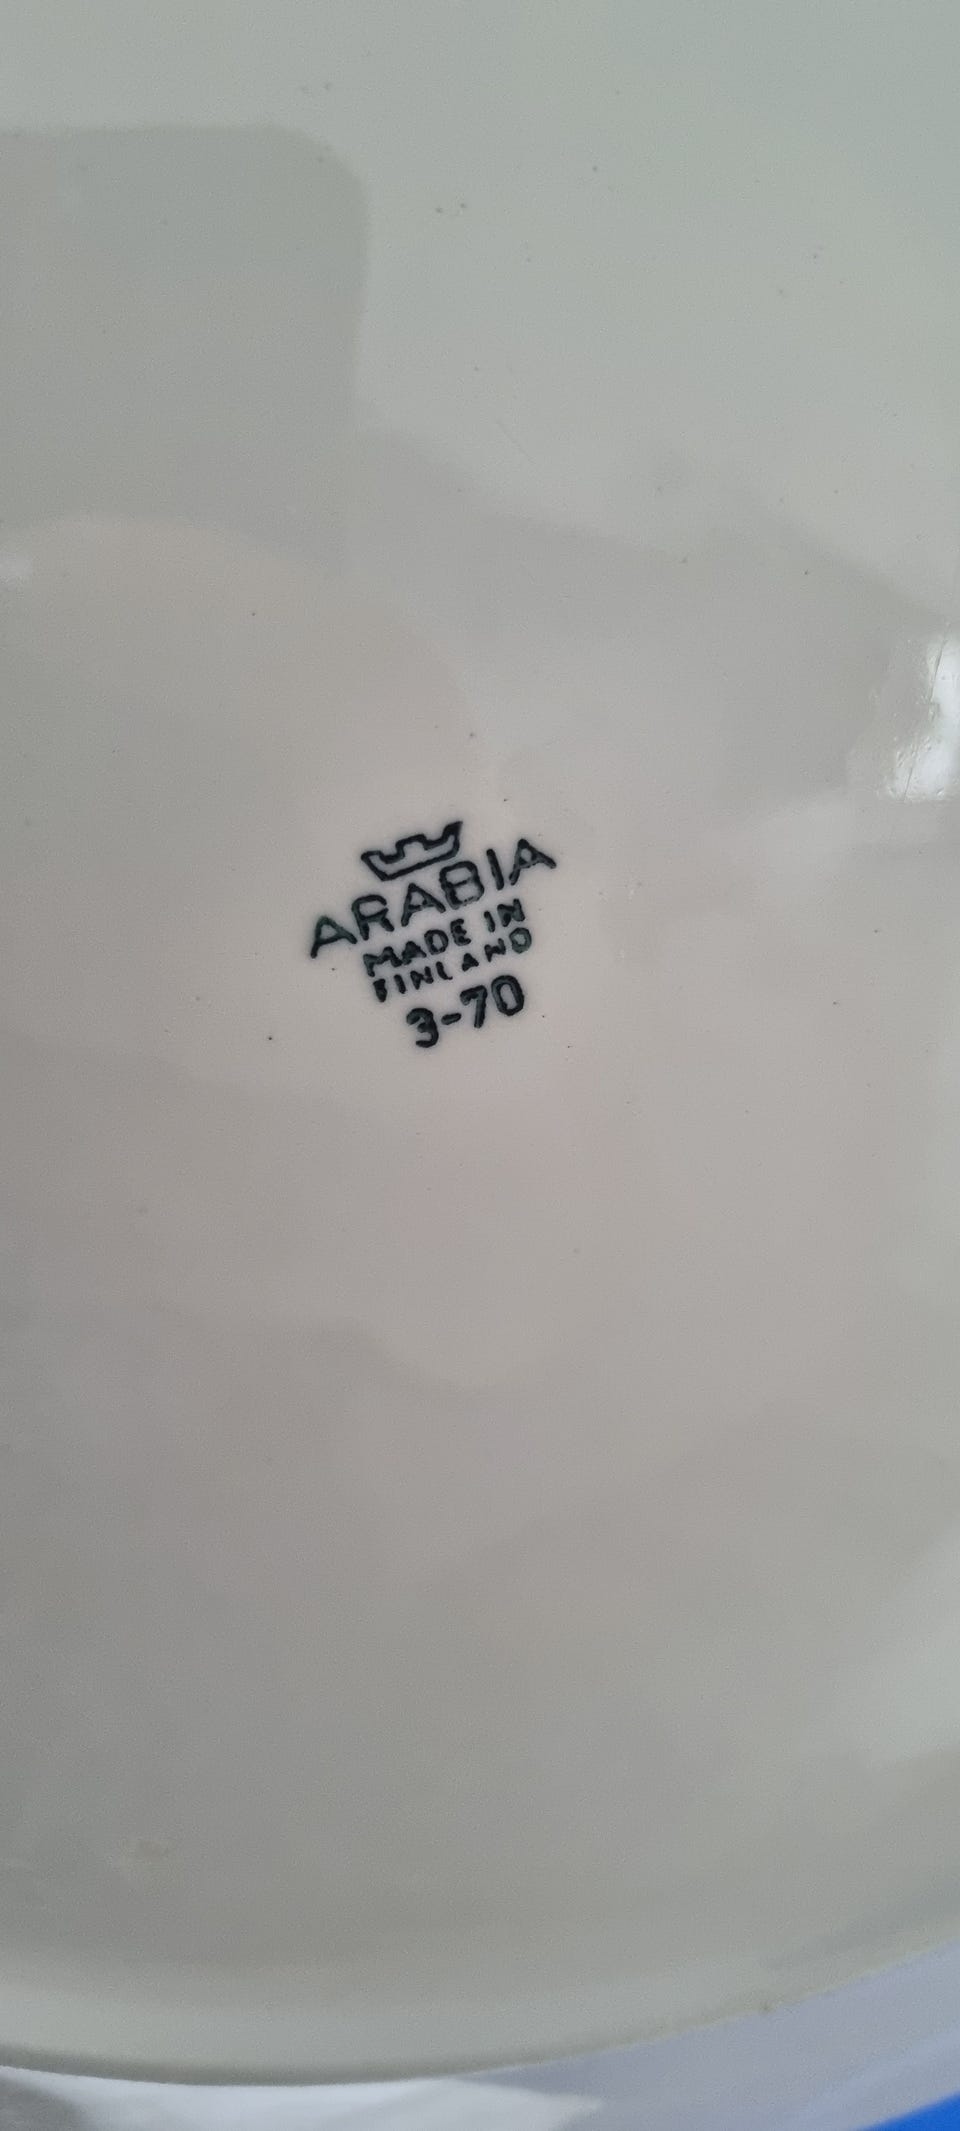 ARABIA
MADE IN
FINLAND
3-70